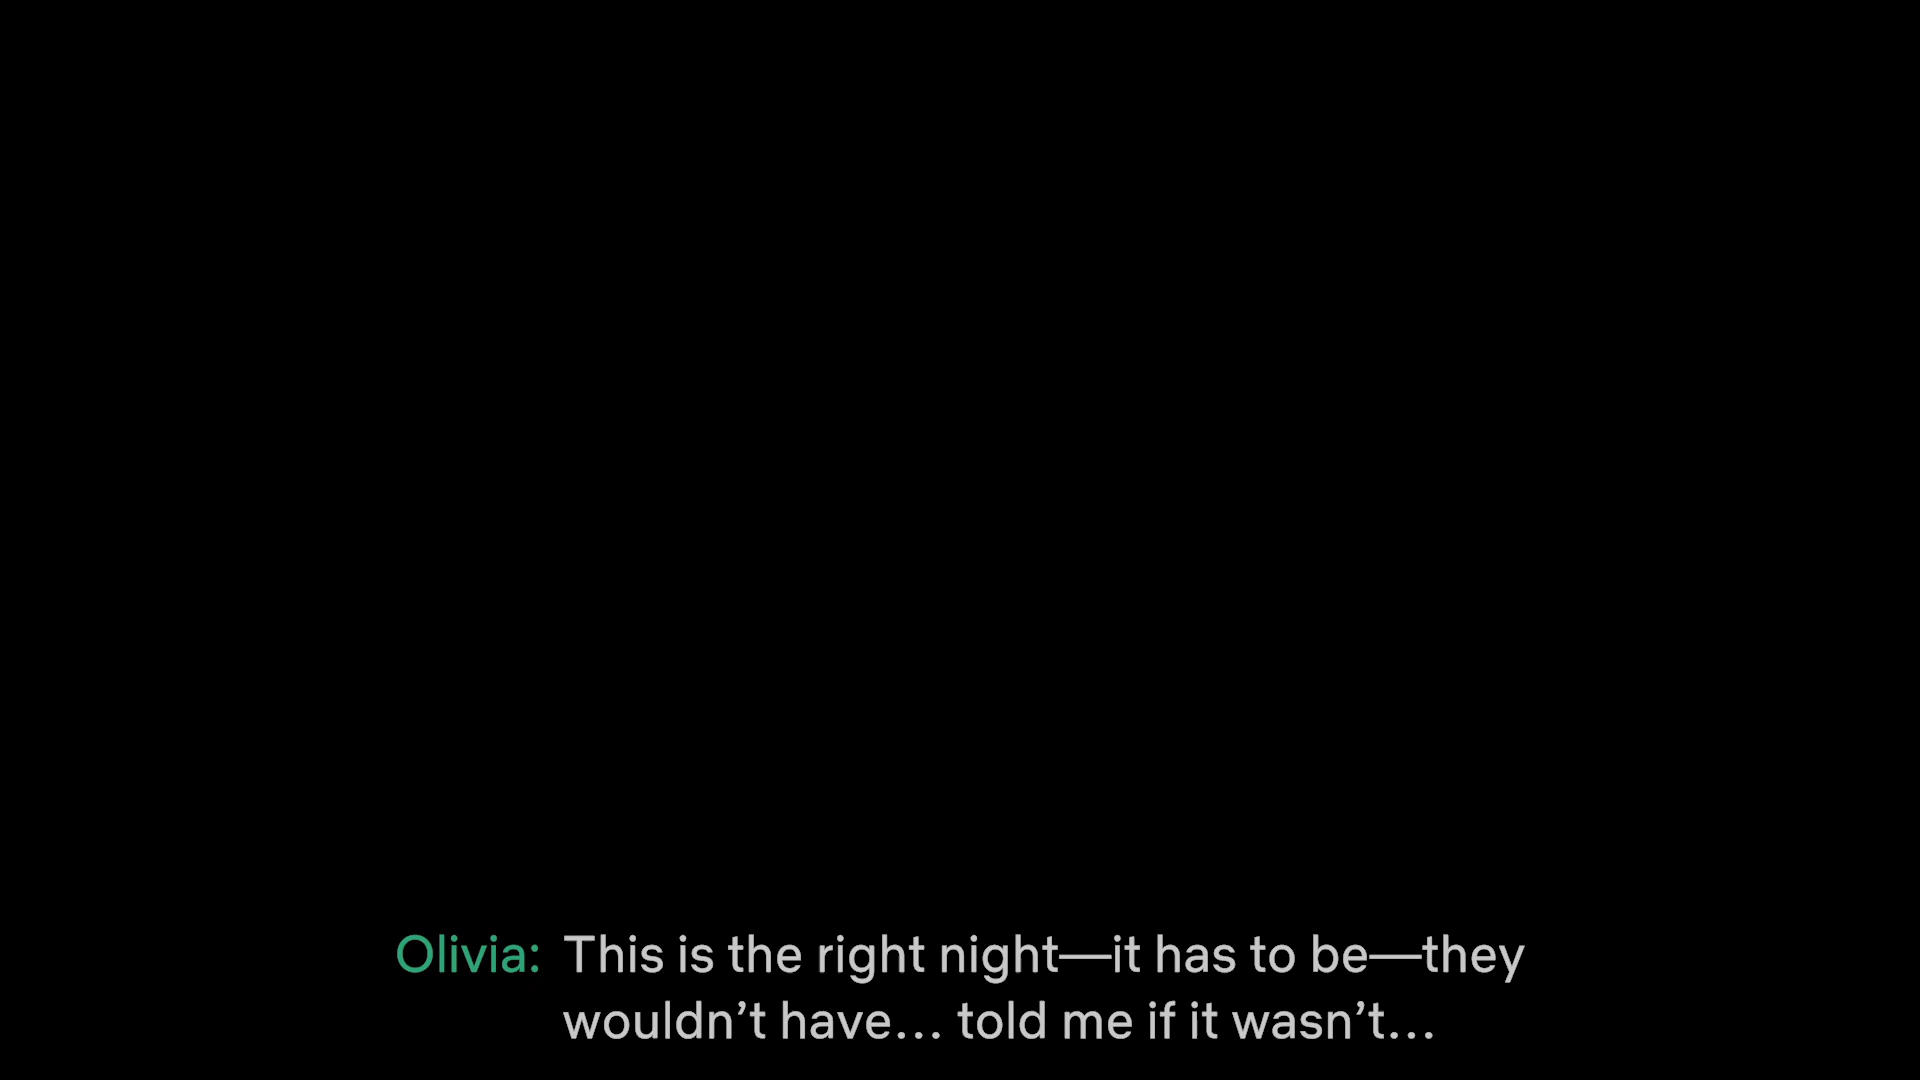 Olivia: This is the right night—it has to be—they
wouldn’t have… told me if it wasn’t…